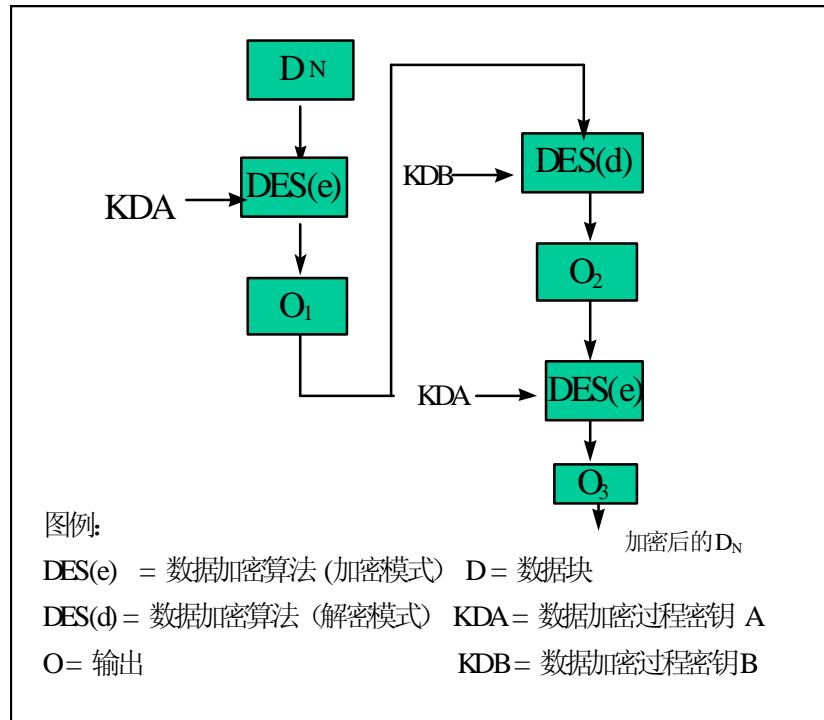 DN
DES(e)
KDA
O1
DES(d)
KDB
O2
DES(e)
KDA
O3
加密后的DN
图例:
DES(e) = 数据加密算法 (加密模式) D = 数据块
DES(d) = 数据加密算法 (解密模式) KDA = 数据加密过程密钥 A
O = 输出 KDB = 数据加密过程密钥B